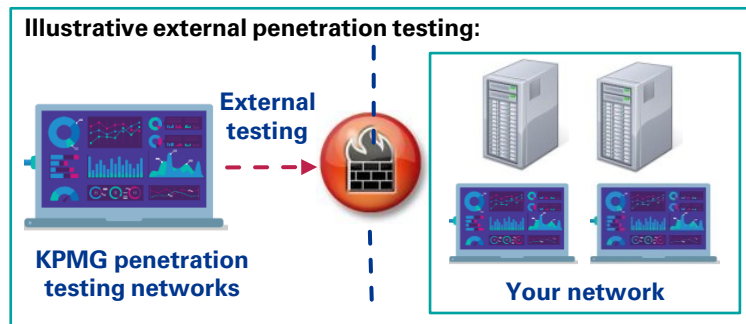 Illustrative external penetration testing:
External
testing
KPMG penetration
testing networks
Your network